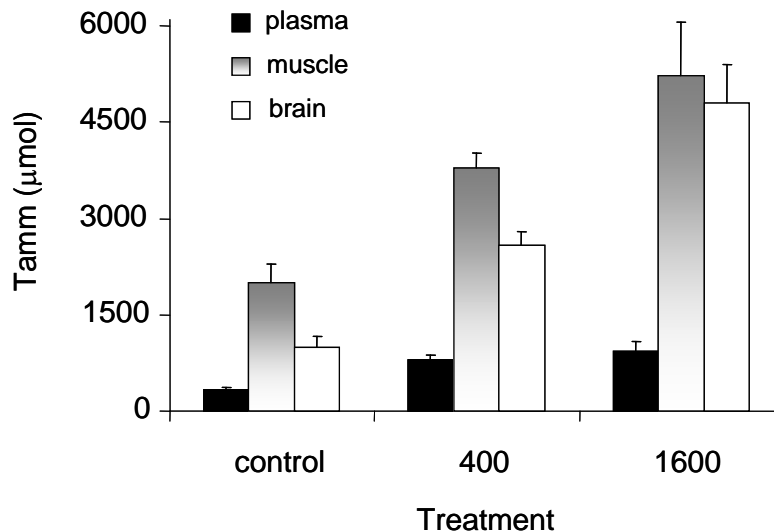 6000
4500
3000
1500
0
Tamm (μmol)
plasma
muscle
brain
control
400
1600
Treatment